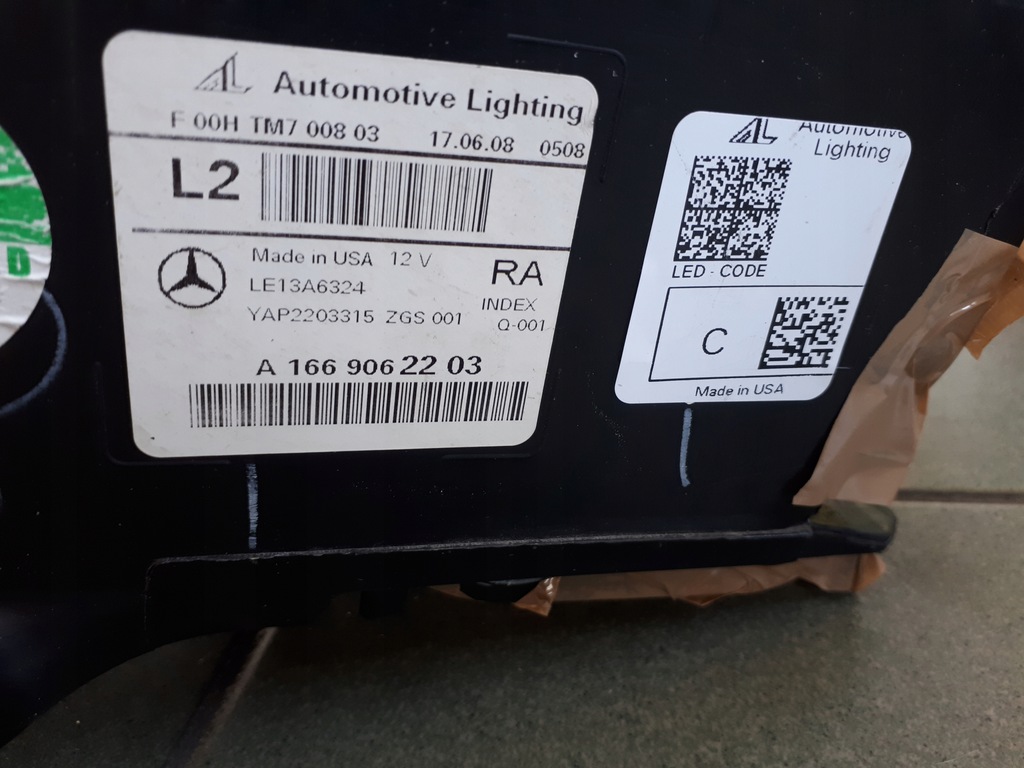 Automotive Lighting
F 00H TM7 008 03 17.06.08 0508
L2
Made in USA 12 V
RA
LE13A6324
INDEX
YAP2203315 ZGS 001 Q-001
A 166 906 22 03
Automotive
Lighting
LED - CODE
C
Made in USA
D